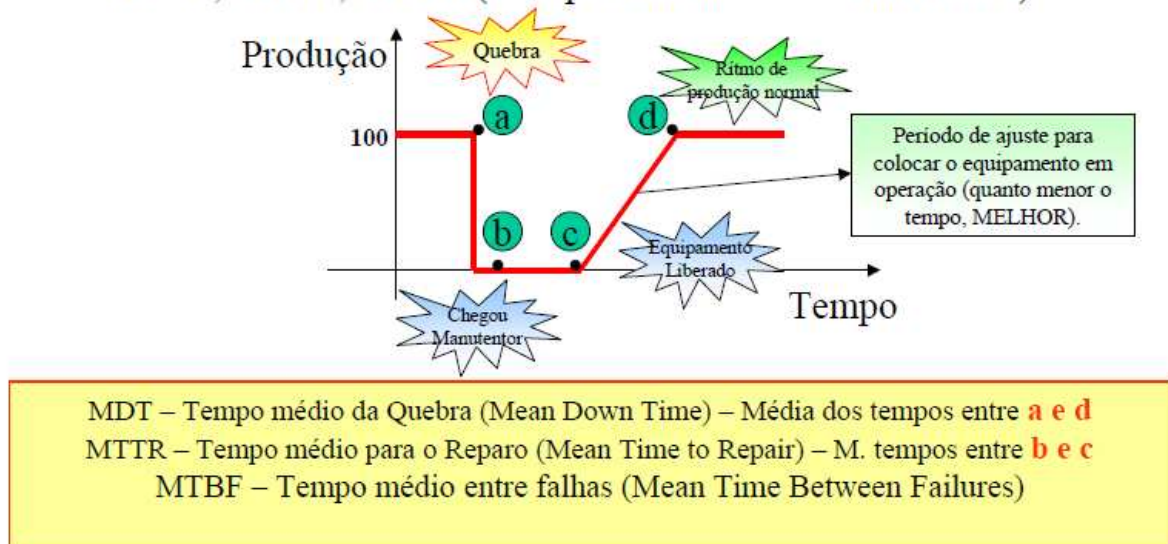 Produção
Quebra
Rítmo de
produção normal
a
d
100
Período de ajuste para
colocar o equipamento em
operação (quanto menor o
tempo, MELHOR).
b
c
Equipamento
Liberado
Tempo
Chegou
Manutentor
MDT – Tempo médio da Quebra (Mean Down Time) – Média dos tempos entre a e d
MTTR – Tempo médio para o Reparo (Mean Time to Repair) – M. tempos entre b e c
MTBF – Tempo médio entre falhas (Mean Time Between Failures)